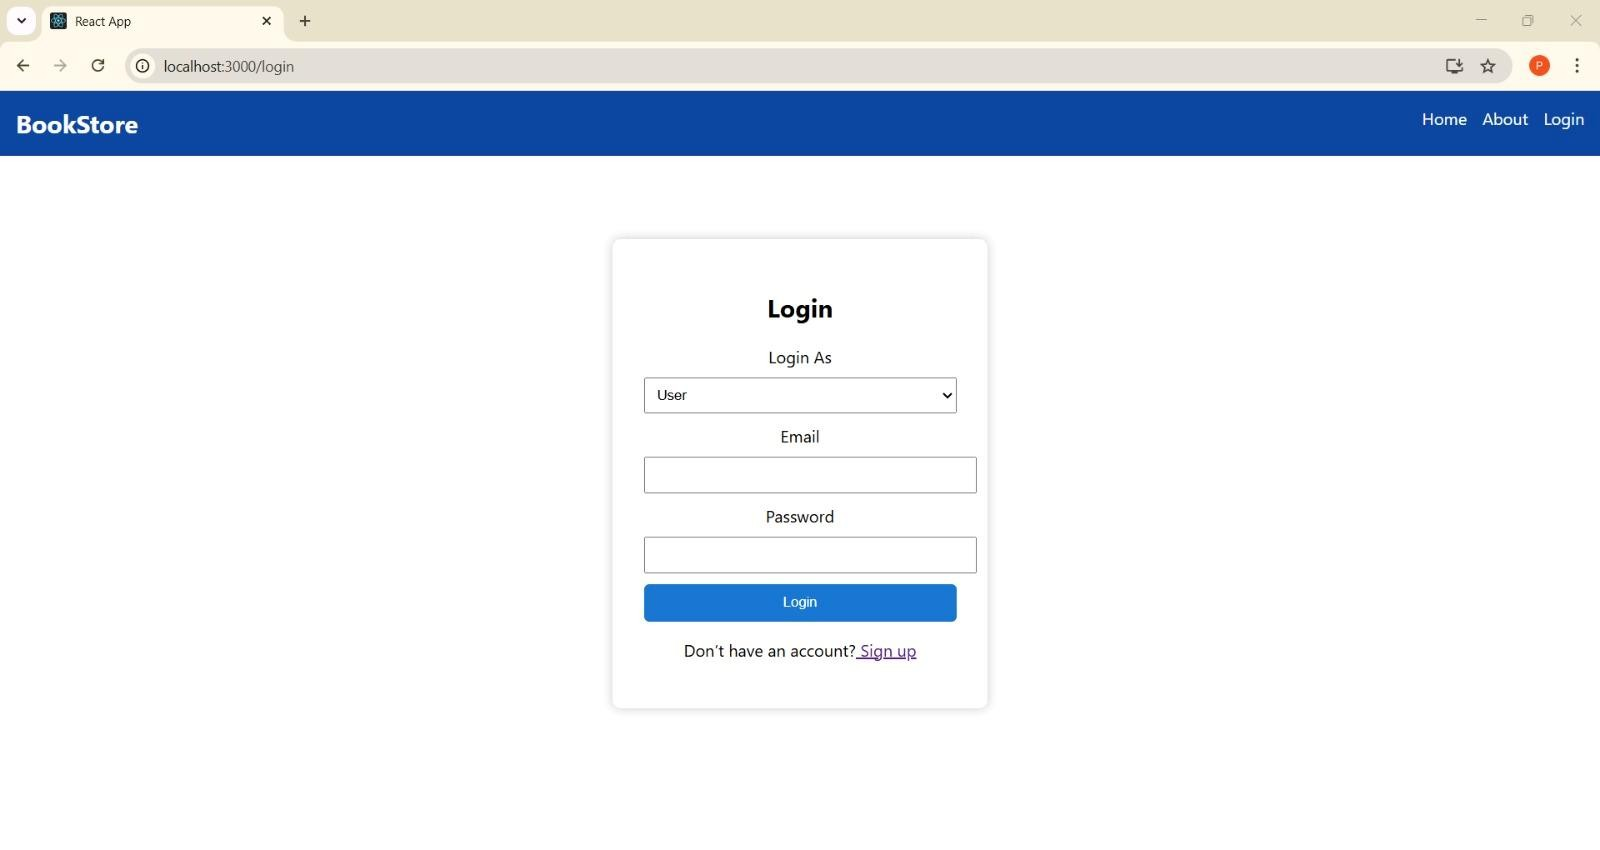 React App
localhost:3000/login
P
BookStore
Home About Login
Login
Login As
User
Email
Password
Login
Don't have an account? Sign up